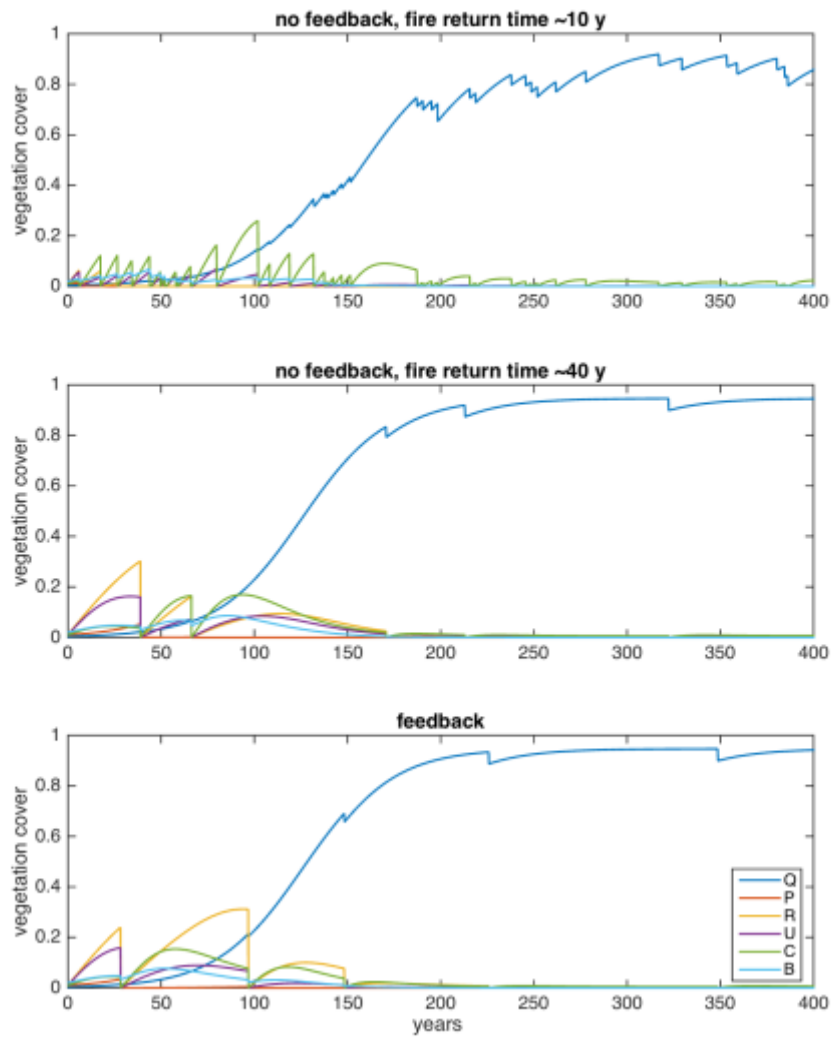 no feedback, fire return time ~10 y
vegetation cover
1
0.8
0.6
0.4
0.2
0
0 50 100 150 200 250 300 350 400
no feedback, fire return time ~40 y
vegetation cover
1
0.8
0.6
0.4
0.2
0
0 50 100 150 200 250 300 350 400
feedback
vegetation cover
1
0.8
0.6
0.4
0.2
0
Q
P
R
U
C
B
0 50 100 150 200 250 300 350 400
years